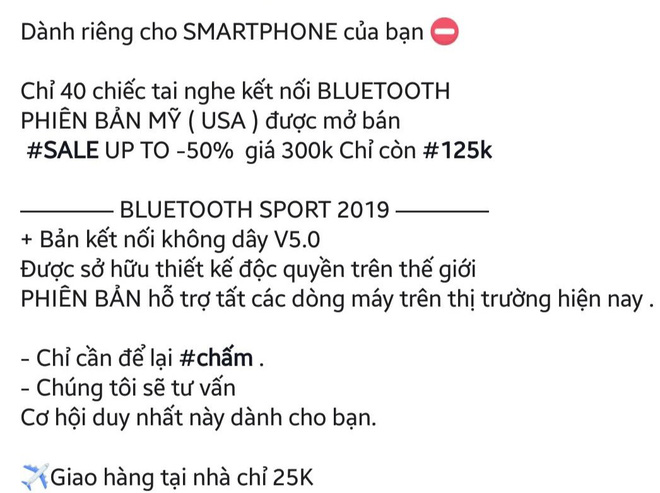 Dành riêng cho SMARTPHONE của bạn ⛔
Chỉ 40 chiếc tai nghe kết nối BLUETOOTH
PHIÊN BẢN MỸ ( USA ) được mở bán
#SALE UP TO -50%  giá 300k Chỉ còn #125k
———— BLUETOOTH SPORT 2019 ————
+ Bản kết nối không dây V5.0
Được sở hữu thiết kế độc quyền trên thế giới
PHIÊN BẢN hỗ trợ tất các dòng máy trên thị trường hiện nay .
- Chỉ cần để lại #chấm .
- Chúng tôi sẽ tư vấn
Cơ hội duy nhất này dành cho bạn.
✈️Giao hàng tại nhà chỉ 25K